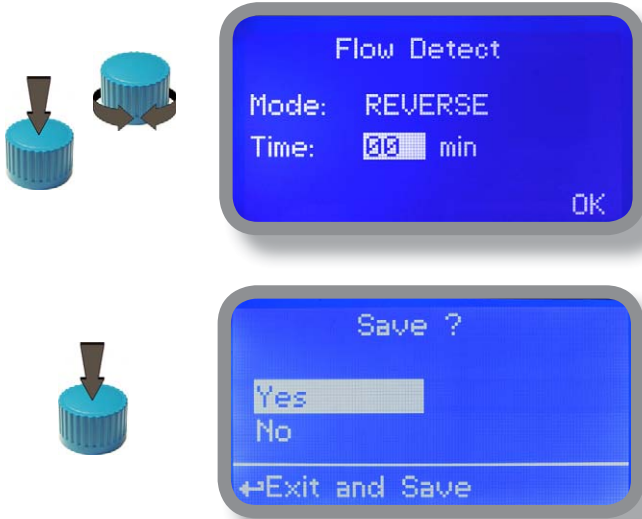 Flow Detect
Mode: REVERSE
Time: 00 min
OK
Save ?
Yes
No
↵Exit and Save